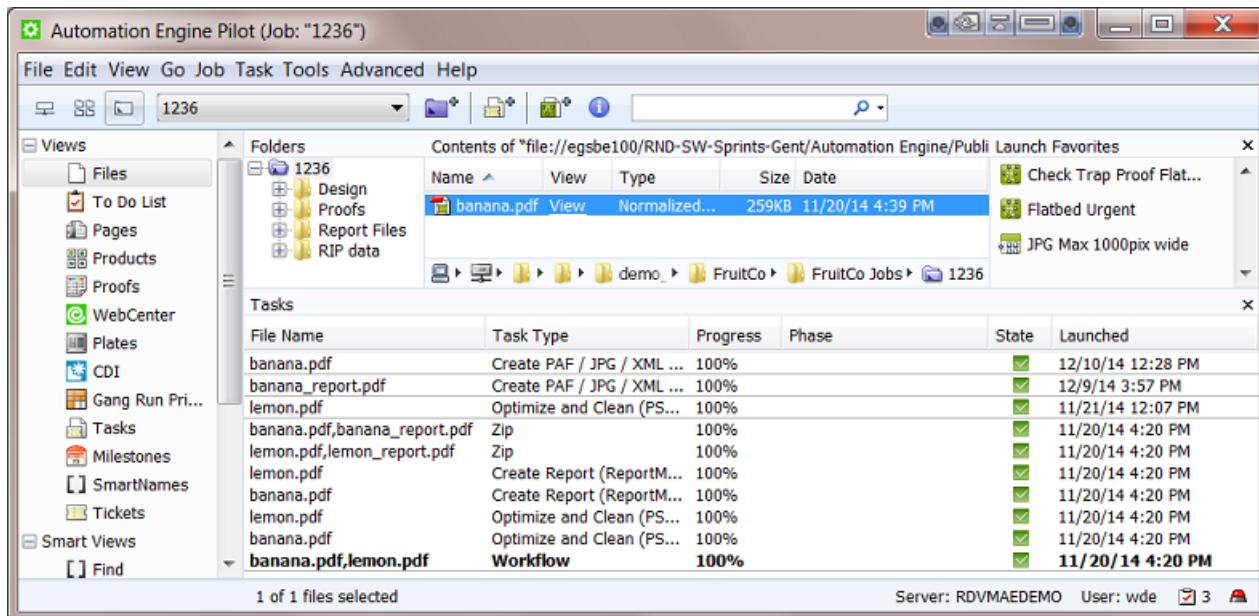 Automation Engine Pilot (Job: "1236")
File Edit View Go Job Task Tools Advanced Help
1236
Views
Files
To Do List
Pages
Products
Proofs
WebCenter
Plates
CDI
Gang Run Pri...
Tasks
Milestones
SmartNames
Tickets
Smart Views
Find
Folders
1236
Design
Proofs
Report Files
RIP data
Contents of "file://egsbe100/RND-SW-Sprints-Gent/Automation Engine/Publi
Name View Type Size Date
banana.pdf View Normalized... 259KB 11/20/14 4:39 PM
demo_ FruitCo FruitCo Jobs 1236
Launch Favorites
Check Trap Proof Flat...
Flatbed Urgent
JPG Max 1000pix wide
Tasks
File Name Task Type Progress Phase State Launched
banana.pdf Create PAF / JPG / XML ... 100% 12/10/14 12:28 PM
banana_report.pdf Create PAF / JPG / XML ... 100% 12/9/14 3:57 PM
lemon.pdf Optimize and Clean (PS... 100% 11/21/14 12:07 PM
banana.pdf,banana_report.pdf Zip 100% 11/20/14 4:20 PM
lemon.pdf,lemon_report.pdf Zip 100% 11/20/14 4:20 PM
lemon.pdf Create Report (ReportM... 100% 11/20/14 4:20 PM
banana.pdf Create Report (ReportM... 100% 11/20/14 4:20 PM
lemon.pdf Optimize and Clean (PS... 100% 11/20/14 4:20 PM
banana.pdf Optimize and Clean (PS... 100% 11/20/14 4:20 PM
banana.pdf,lemon.pdf Workflow 100% 11/20/14 4:20 PM
1 of 1 files selected
Server: RDVMAEDEMO User: wde 3